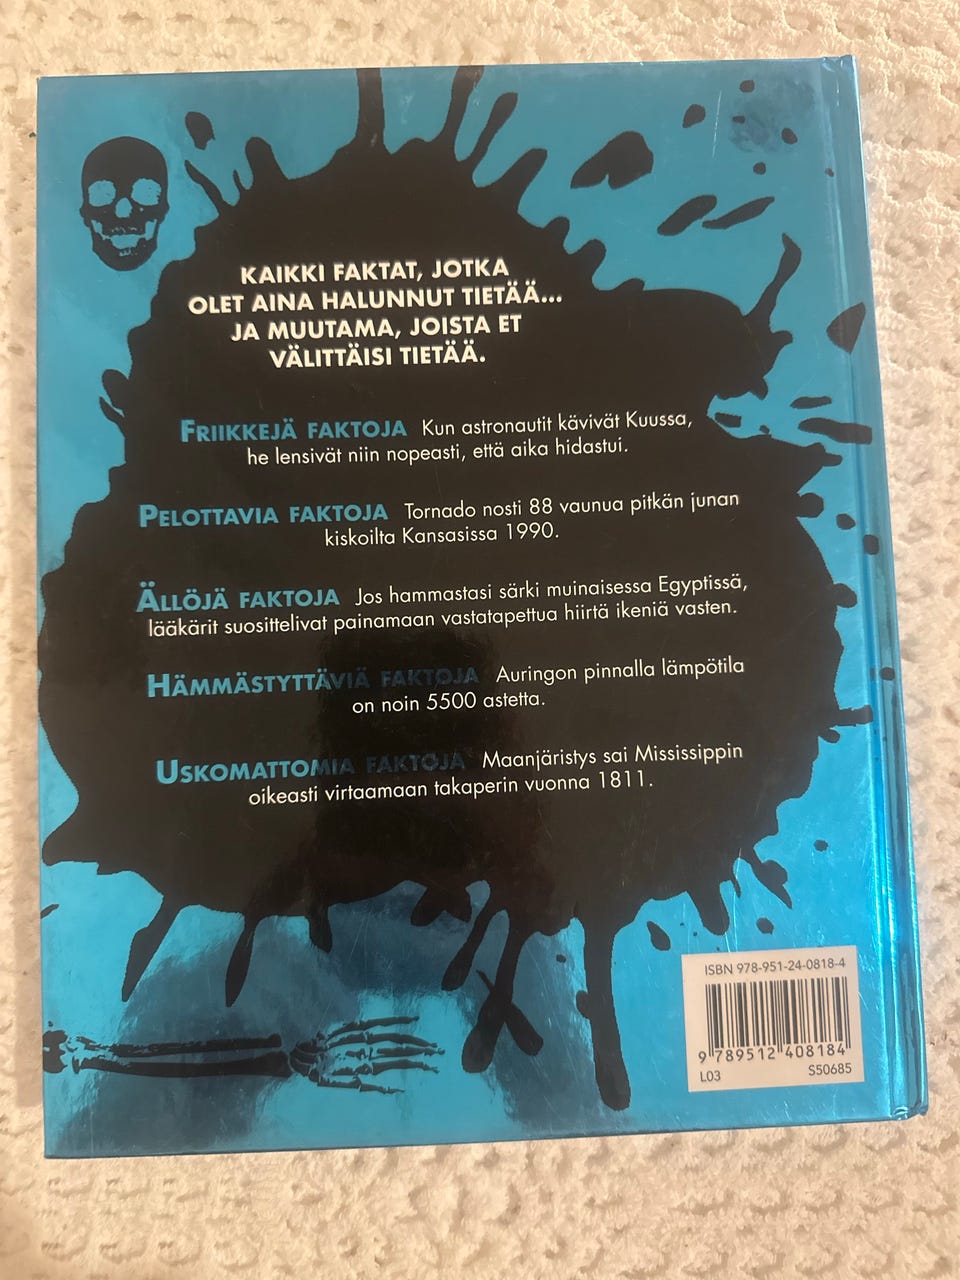 KAIKKI FAKTAT, JOTKA
OLET AINA HALUNNUT TIETÄÄ...
JA MUUTAMA, JOISTA ET
VÄLITTÄISI TIETÄÄ.
FRIIKKEJÄ FAKTOJA Kun astronautit kävivät Kuussa,
he lensivät niin nopeasti, että aika hidastui.
PELOTTAVIA FAKTOJA Tornado nosti 88 vaunua pitkän junan
kiskoilta Kansasissa 1990.
ÄLLÖJÄ FAKTOJA Jos hammastasi särki muinaisessa Egyptissä,
lääkärit suosittelivat painamaan vastatapettua hiirtä ikeniä vasten.
HÄMMÄSTYTTÄVIÄ FAKTOJA Auringon pinnalla lämpötila
on noin 5500 astetta.
USKOMATTOMIA FAKTOJA Maanjäristys sai Mississippin
oikeasti virtaamaan takaperin vuonna 1811.
ISBN 978-951-24-0818-4
9 789512 408184
L03 S50685